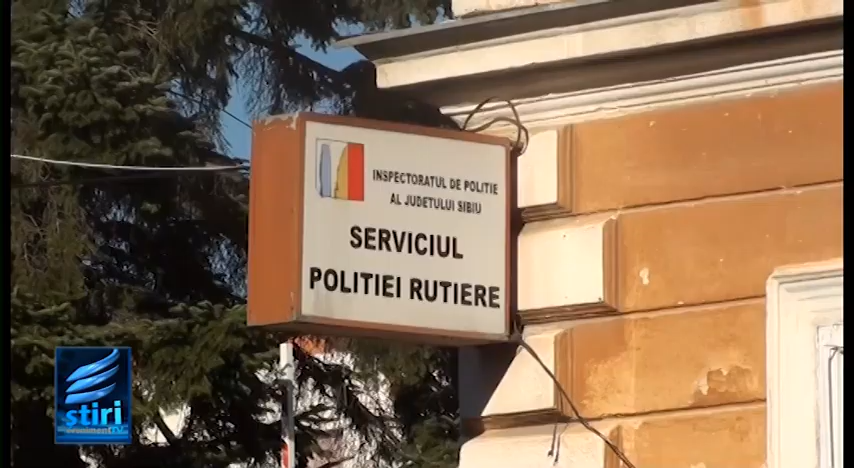 INSPECTORATUL DE POLITIE
AL JUDETULUI SIBIU
SERVICIUL
POLITIEI RUTIERE
stiri